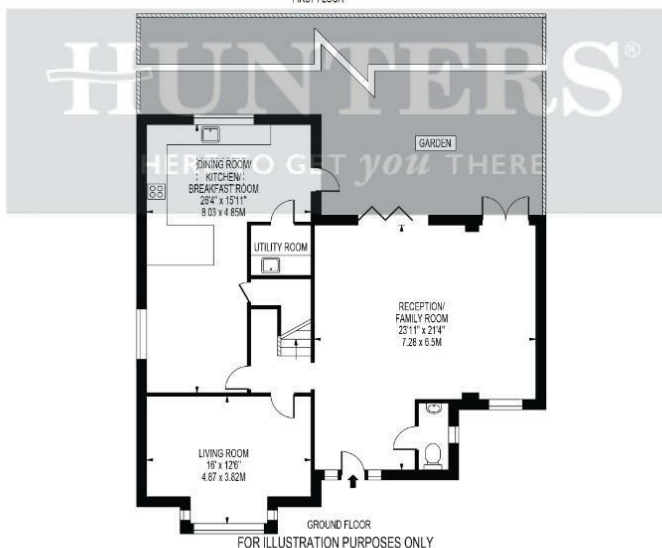 FIRST FLOOR
HUNTERS®
HERE TO GET you THERE
GARDEN
DINING ROOM/
KITCHEN/
BREAKFAST ROOM
26'4" x 15'11"
8.03 x 4.85M
UTILITY ROOM
RECEPTION/
FAMILY ROOM
23'11" x 21'4"
7.28 x 6.5M
LIVING ROOM
16' x 12'6"
4.87 x 3.82M
GROUND FLOOR
FOR ILLUSTRATION PURPOSES ONLY